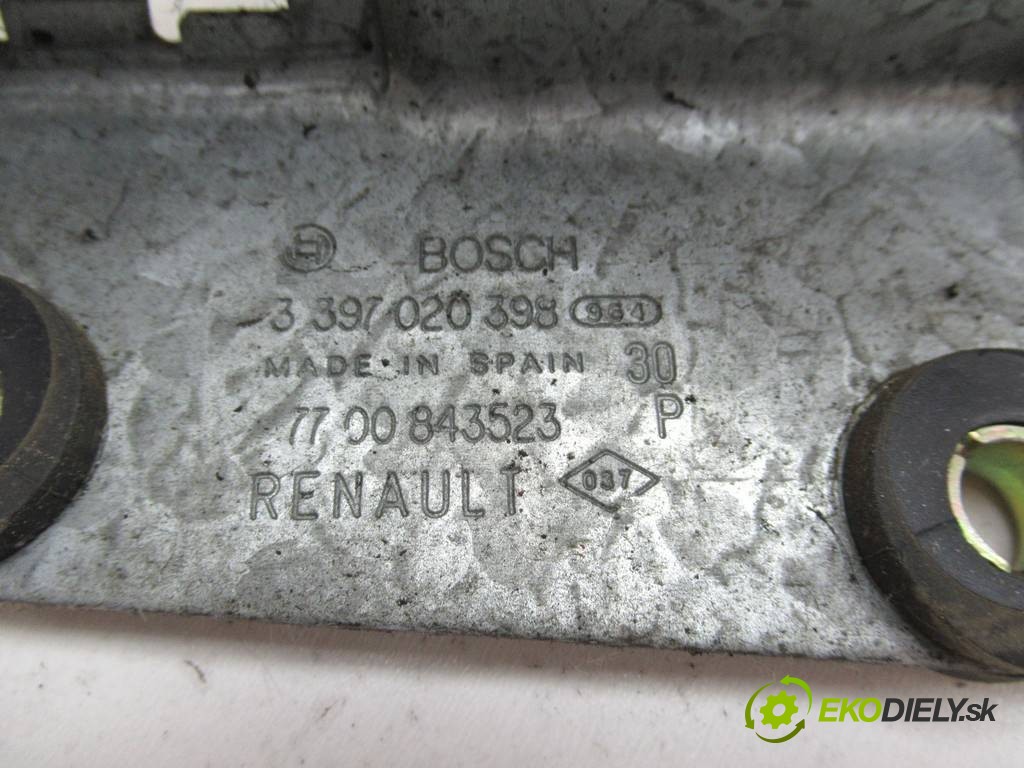 BOSCH
3 397 020 398 984
MADE IN SPAIN 30
77 00 843523 P
RENAULT 037
EKODIELY.sk